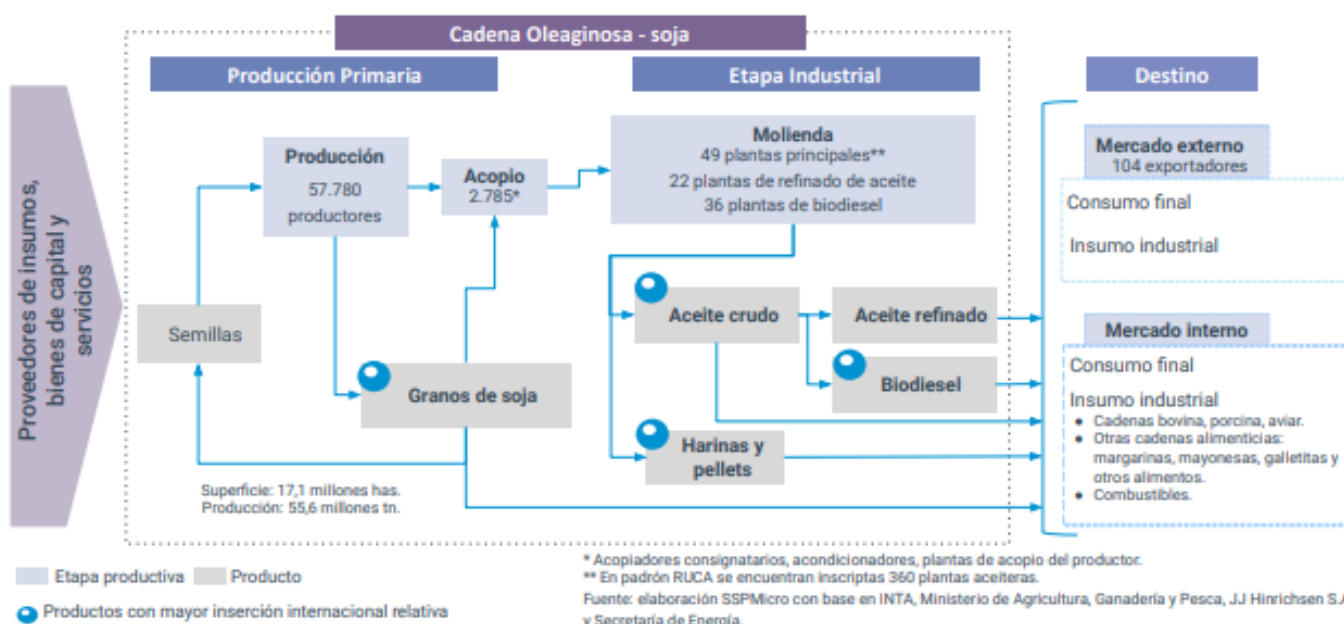 Cadena Oleaginosa - soja
Producción Primaria
Etapa Industrial
Destino
Proveedores de insumos,
bienes de capital y
servicios
Producción
57.780
productores
Acopio
2.785*
Molienda
49 plantas principales**
22 plantas de refinado de aceite
36 plantas de biodiesel
Semillas
Granos de soja
Aceite crudo
Aceite refinado
Biodiesel
Harinas y
pellets
Superficie: 17,1 millones has.
Producción: 55,6 millones tn.
Mercado externo
104 exportadores
Consumo final
Insumo industrial
Mercado interno
Consumo final
Insumo industrial
● Cadenas bovina, porcina, aviar.
● Otras cadenas alimenticias:
margarinas, mayonesas, galletitas y
otros alimentos.
● Combustibles.
Etapa productiva
Producto
Productos con mayor inserción internacional relativa
* Acopiadores consignatarios, acondicionadores, plantas de acopio del productor.
** En padrón RUCA se encuentran inscriptas 360 plantas aceiteras.
Fuente: elaboración SSPMicro con base en INTA, Ministerio de Agricultura, Ganadería y Pesca, JJ Hinrichsen S.A
y Secretaría de Energía.